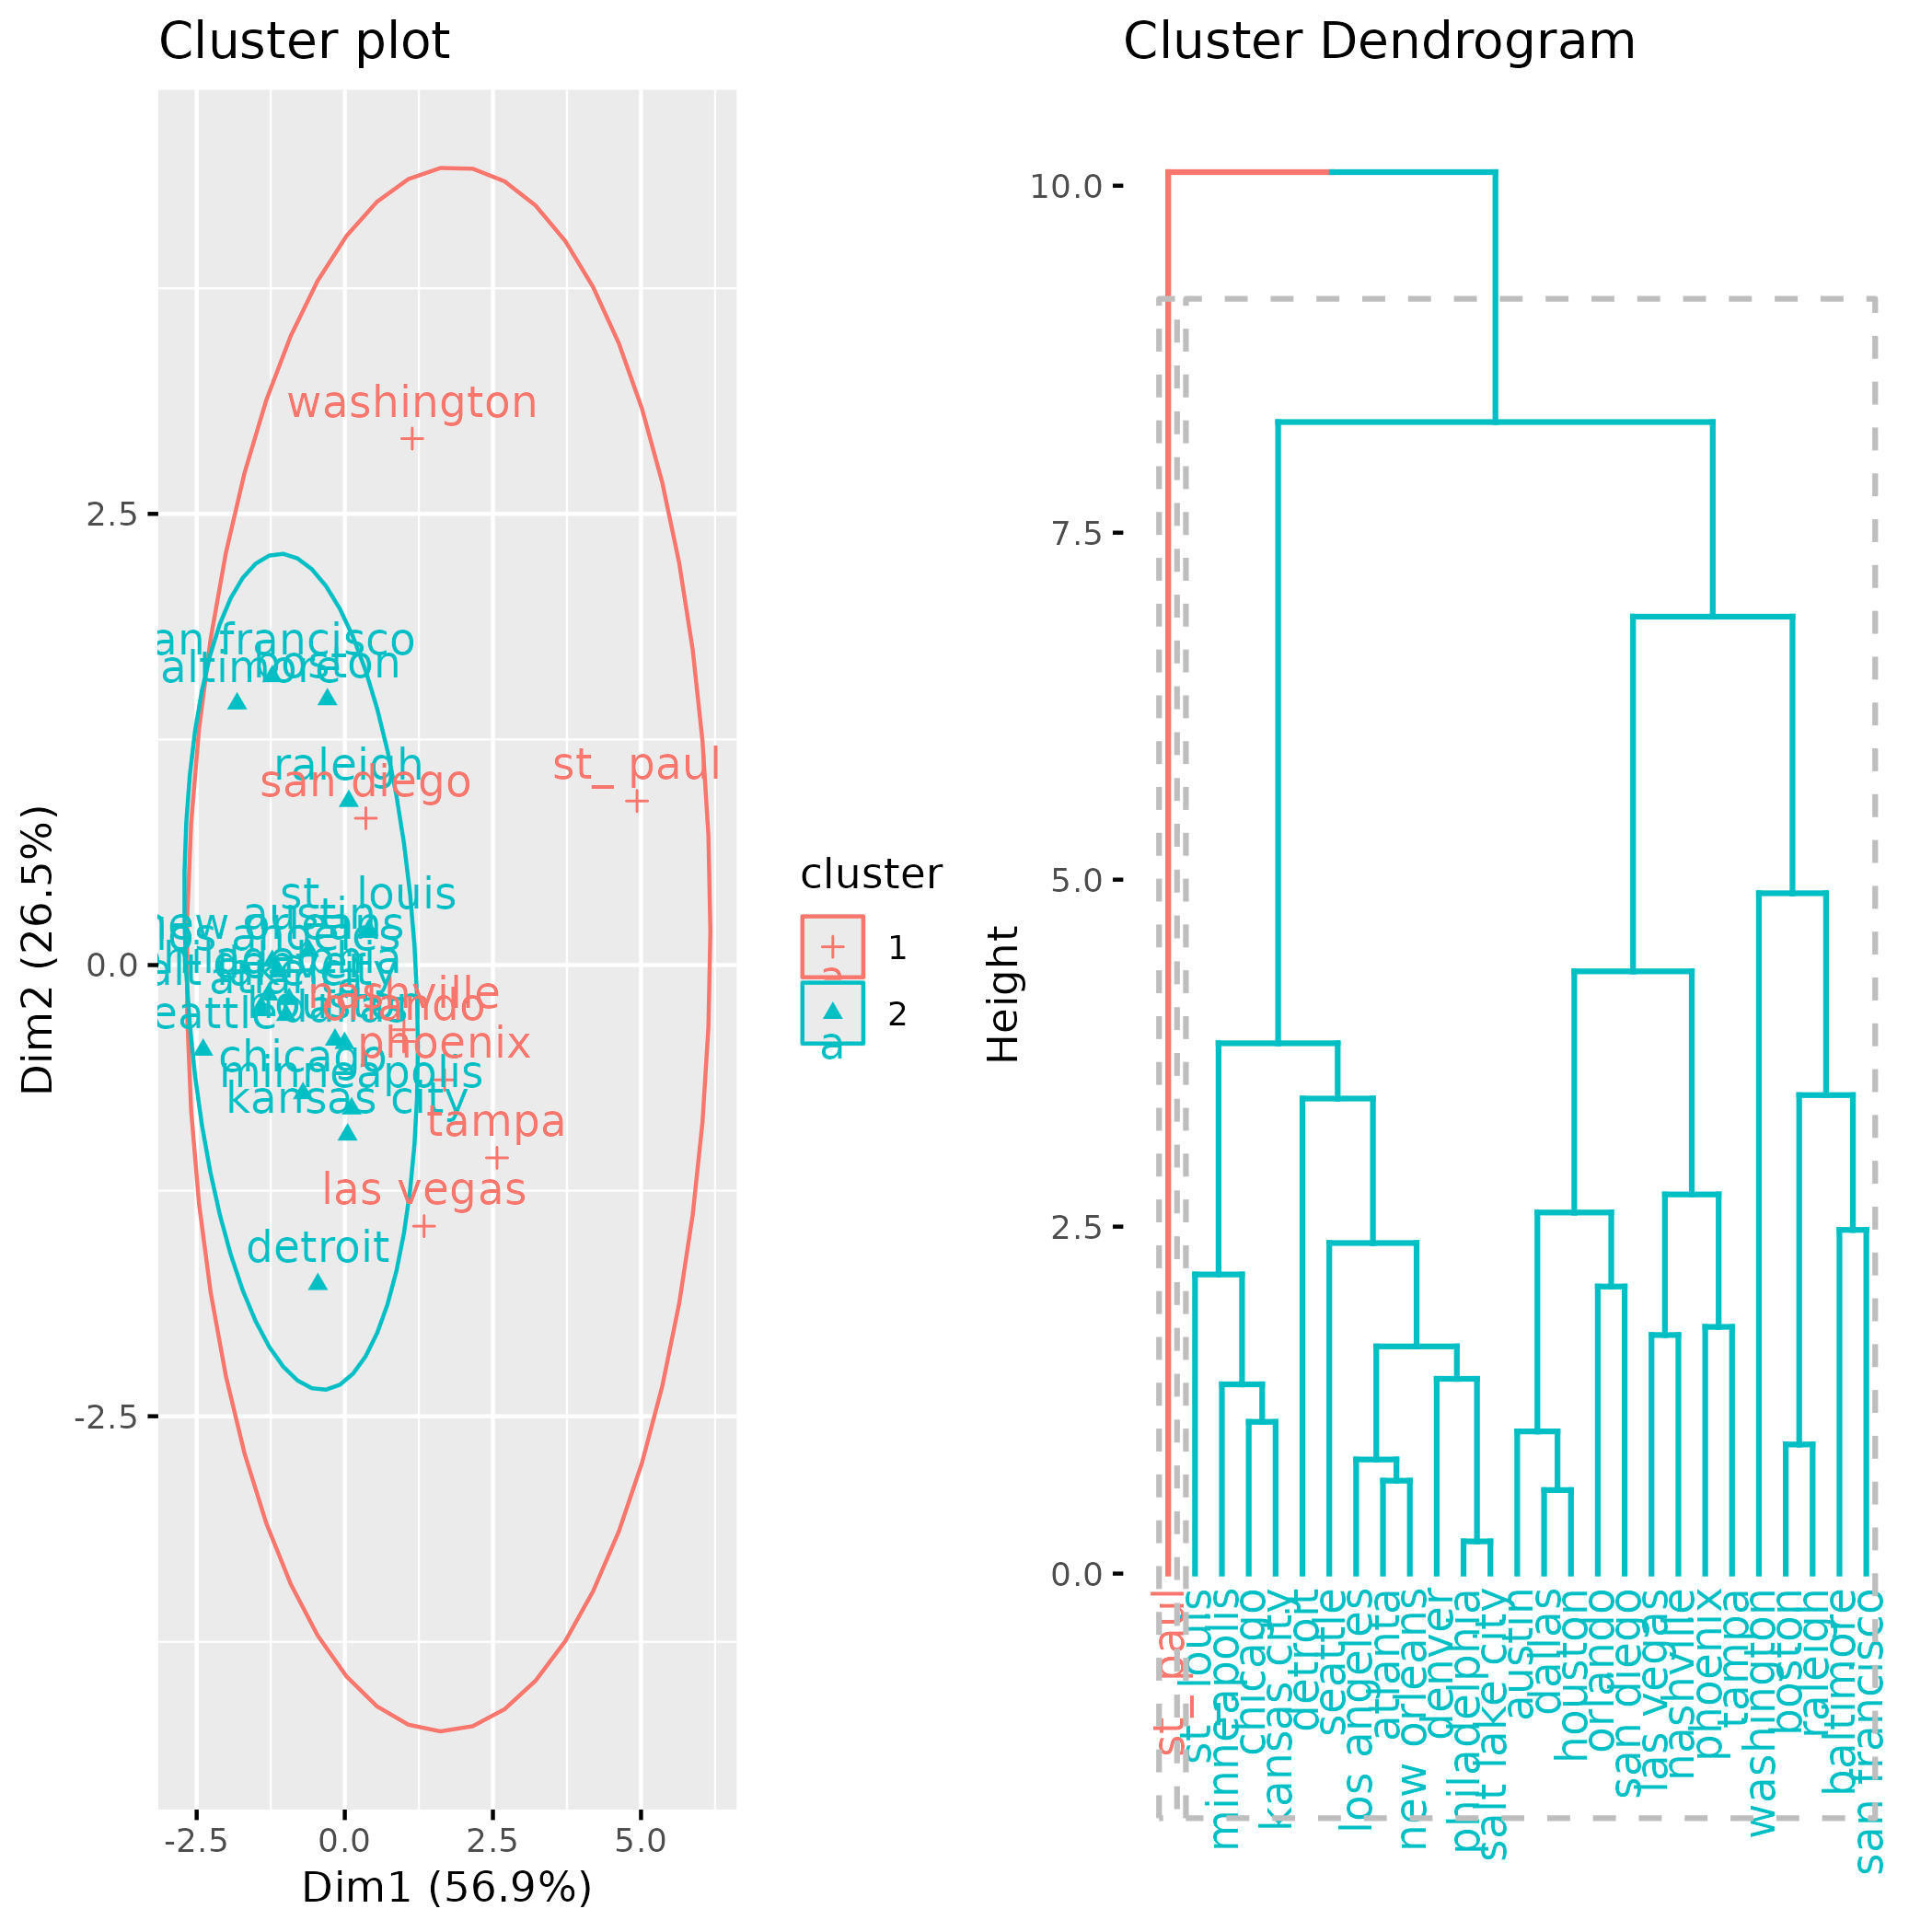 Cluster plot
washington
an francisco
altimore
boston
raleigh
san diego
st_ paul
st_ louis
austin
nashville
orlando
phoenix
chicago
minneapolis
kansas city
tampa
las vegas
detroit
2.5
0.0
-2.5
-2.5
0.0
2.5
5.0
Dim1 (56.9%)
Dim2 (26.5%)
cluster
1
a
2
Cluster Dendrogram
10.0
7.5
5.0
2.5
0.0
Height
st_ paul
st_ louis
minneapolis
chicago
kansas city
detroit
seattle
los angeles
atlanta
new orleans
denver
philadelphia
salt lake city
austin
dallas
houston
orlando
san diego
las vegas
nashville
phoenix
tampa
washington
boston
raleigh
baltimore
san francisco